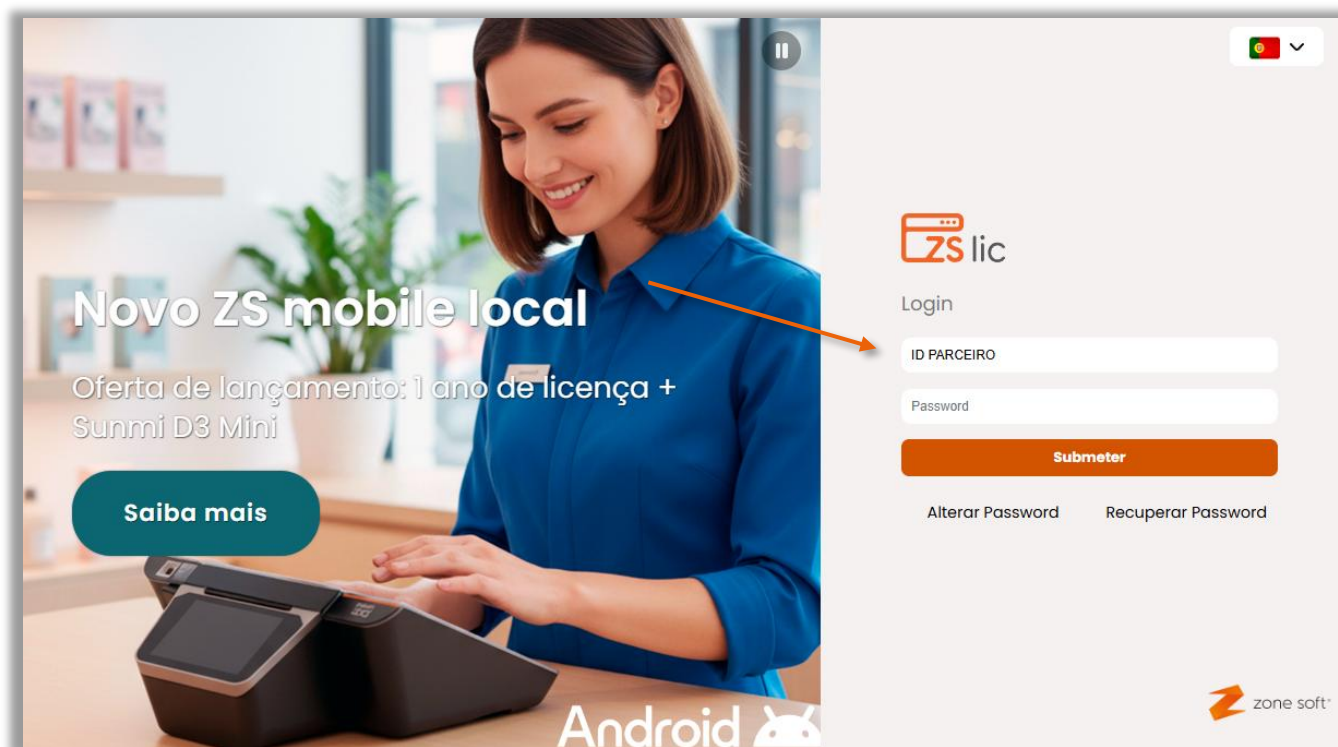 Novo ZS mobile local
Oferta de lançamento: 1 ano de licença +
Sunmi D3 Mini
Saiba mais
Android
ZS lic
Login
ID PARCEIRO
Password
Submeter
Alterar Password
Recuperar Password
zone soft